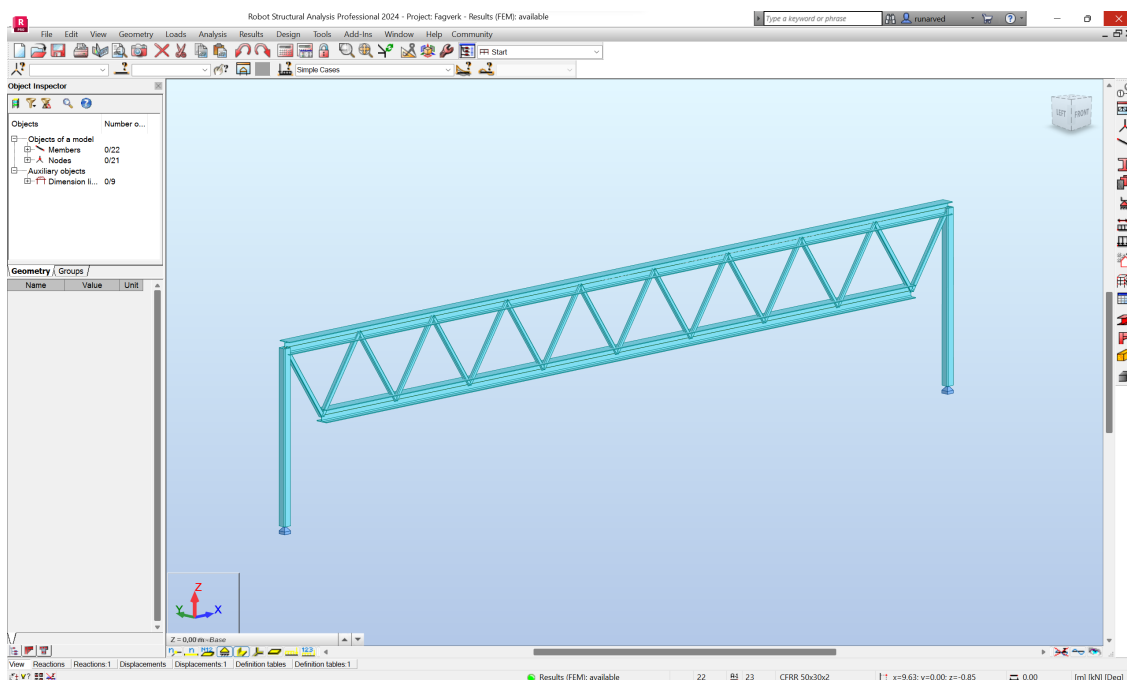 Robot Structural Analysis Professional 2024 - Project: Fagverk - Results (FEM): available
Type a keyword or phrase
runarved
R
PRO
File Edit View Geometry Loads Analysis Results Design Tools Add-Ins Window Help Community
Start
Simple Cases
Object Inspector
Objects Number o...
Objects of a model
Members 0/22
Nodes 0/21
Auxiliary objects
Dimension li... 0/9
LEFT FRONT
Geometry Groups
Name Value Unit
Z
Y X
Z = 0,00 m - Base
View Reactions Reactions:1 Displacements Displacements:1 Definition tables Definition tables:1
Results (FEM): available 22 23 CFRR 50x30x2 x=9.63; y=0.00; z=-0.85 0.00 [m] [kN] [Deg]